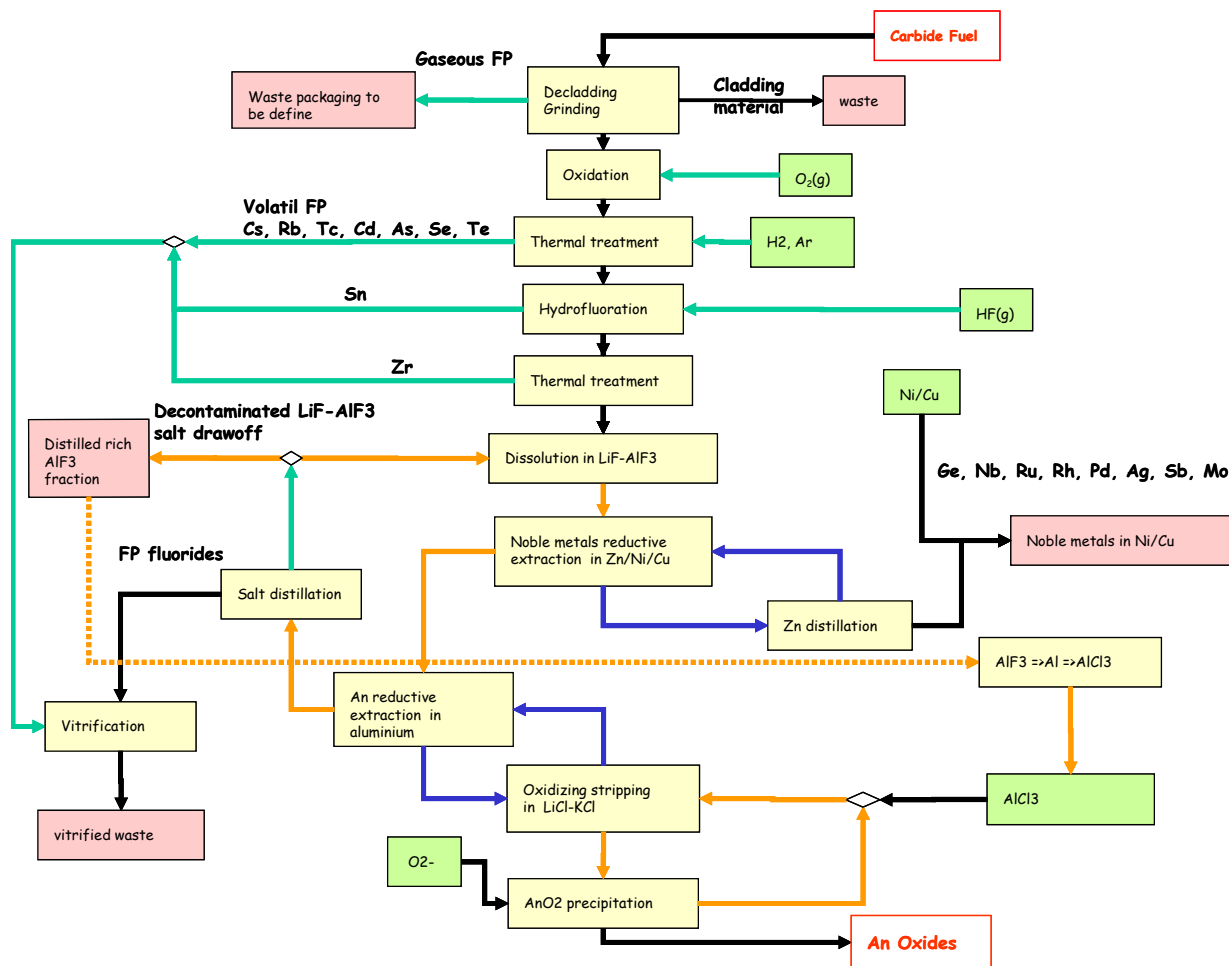 Carbide Fuel
Gaseous FP
Waste packaging to
be define
Decladding
Grinding
Cladding
material
waste
Oxidation
O₂(g)
Volatil FP
Cs, Rb, Tc, Cd, As, Se, Te
Thermal treatment
H2, Ar
Sn
Hydrofluoration
HF(g)
Zr
Thermal treatment
Ni/Cu
Decontaminated LiF-AlF3
salt drawoff
Distilled rich
AlF3
fraction
Dissolution in LiF-AlF3
Ge, Nb, Ru, Rh, Pd, Ag, Sb, Mo
Noble metals reductive
extraction in Zn/Ni/Cu
Noble metals in Ni/Cu
FP fluorides
Salt distillation
Zn distillation
AlF3 =>Al =>AlCl3
An reductive
extraction in
aluminium
Vitrification
Oxidizing stripping
in LiCl-KCl
AlCl3
vitrified waste
O2-
AnO2 precipitation
An Oxides